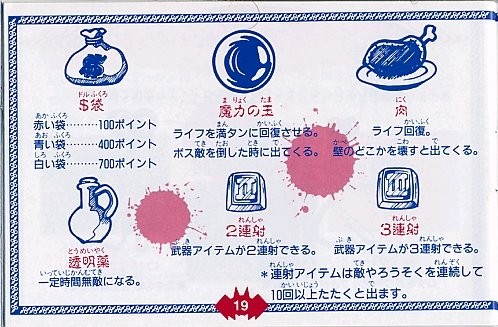 $袋
ドルふくろ
赤い袋………100ポイント
あか ふくろ
青い袋………400ポイント
あお ふくろ
白い袋………700ポイント
しろ ふくろ
魔力の玉
ま りょく たま
ライフを満タンに回復させる。
まん かいふく
ボス敵を倒した時に出てくる。
てき たお とき で
肉
にく
ライフ回復。
かいふく
壁のどこかを壊すと出てくる。
かべ こわ で
透明薬
とうめいやく
一定時間無敵になる。
いっていじかんむてき
2連射
れんしゃ
武器アイテムが2連射できる。
ぶき れんしゃ
3連射
れんしゃ
武器アイテムが3連射できる。
ぶき れんしゃ
*連射アイテムは敵やろうそくを連続して
れんしゃ てき れんぞく
10回以上たたくと出ます。
かいいじょう で
19